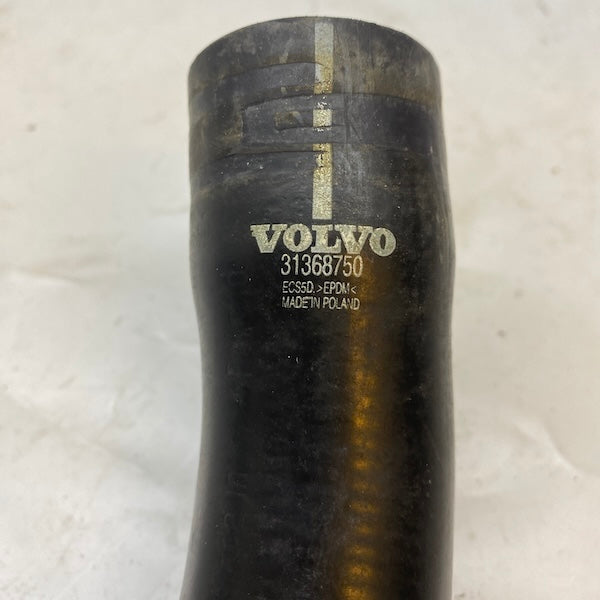 VOLVO
31368750
ECS5D. >EPDM<
MADE IN POLAND